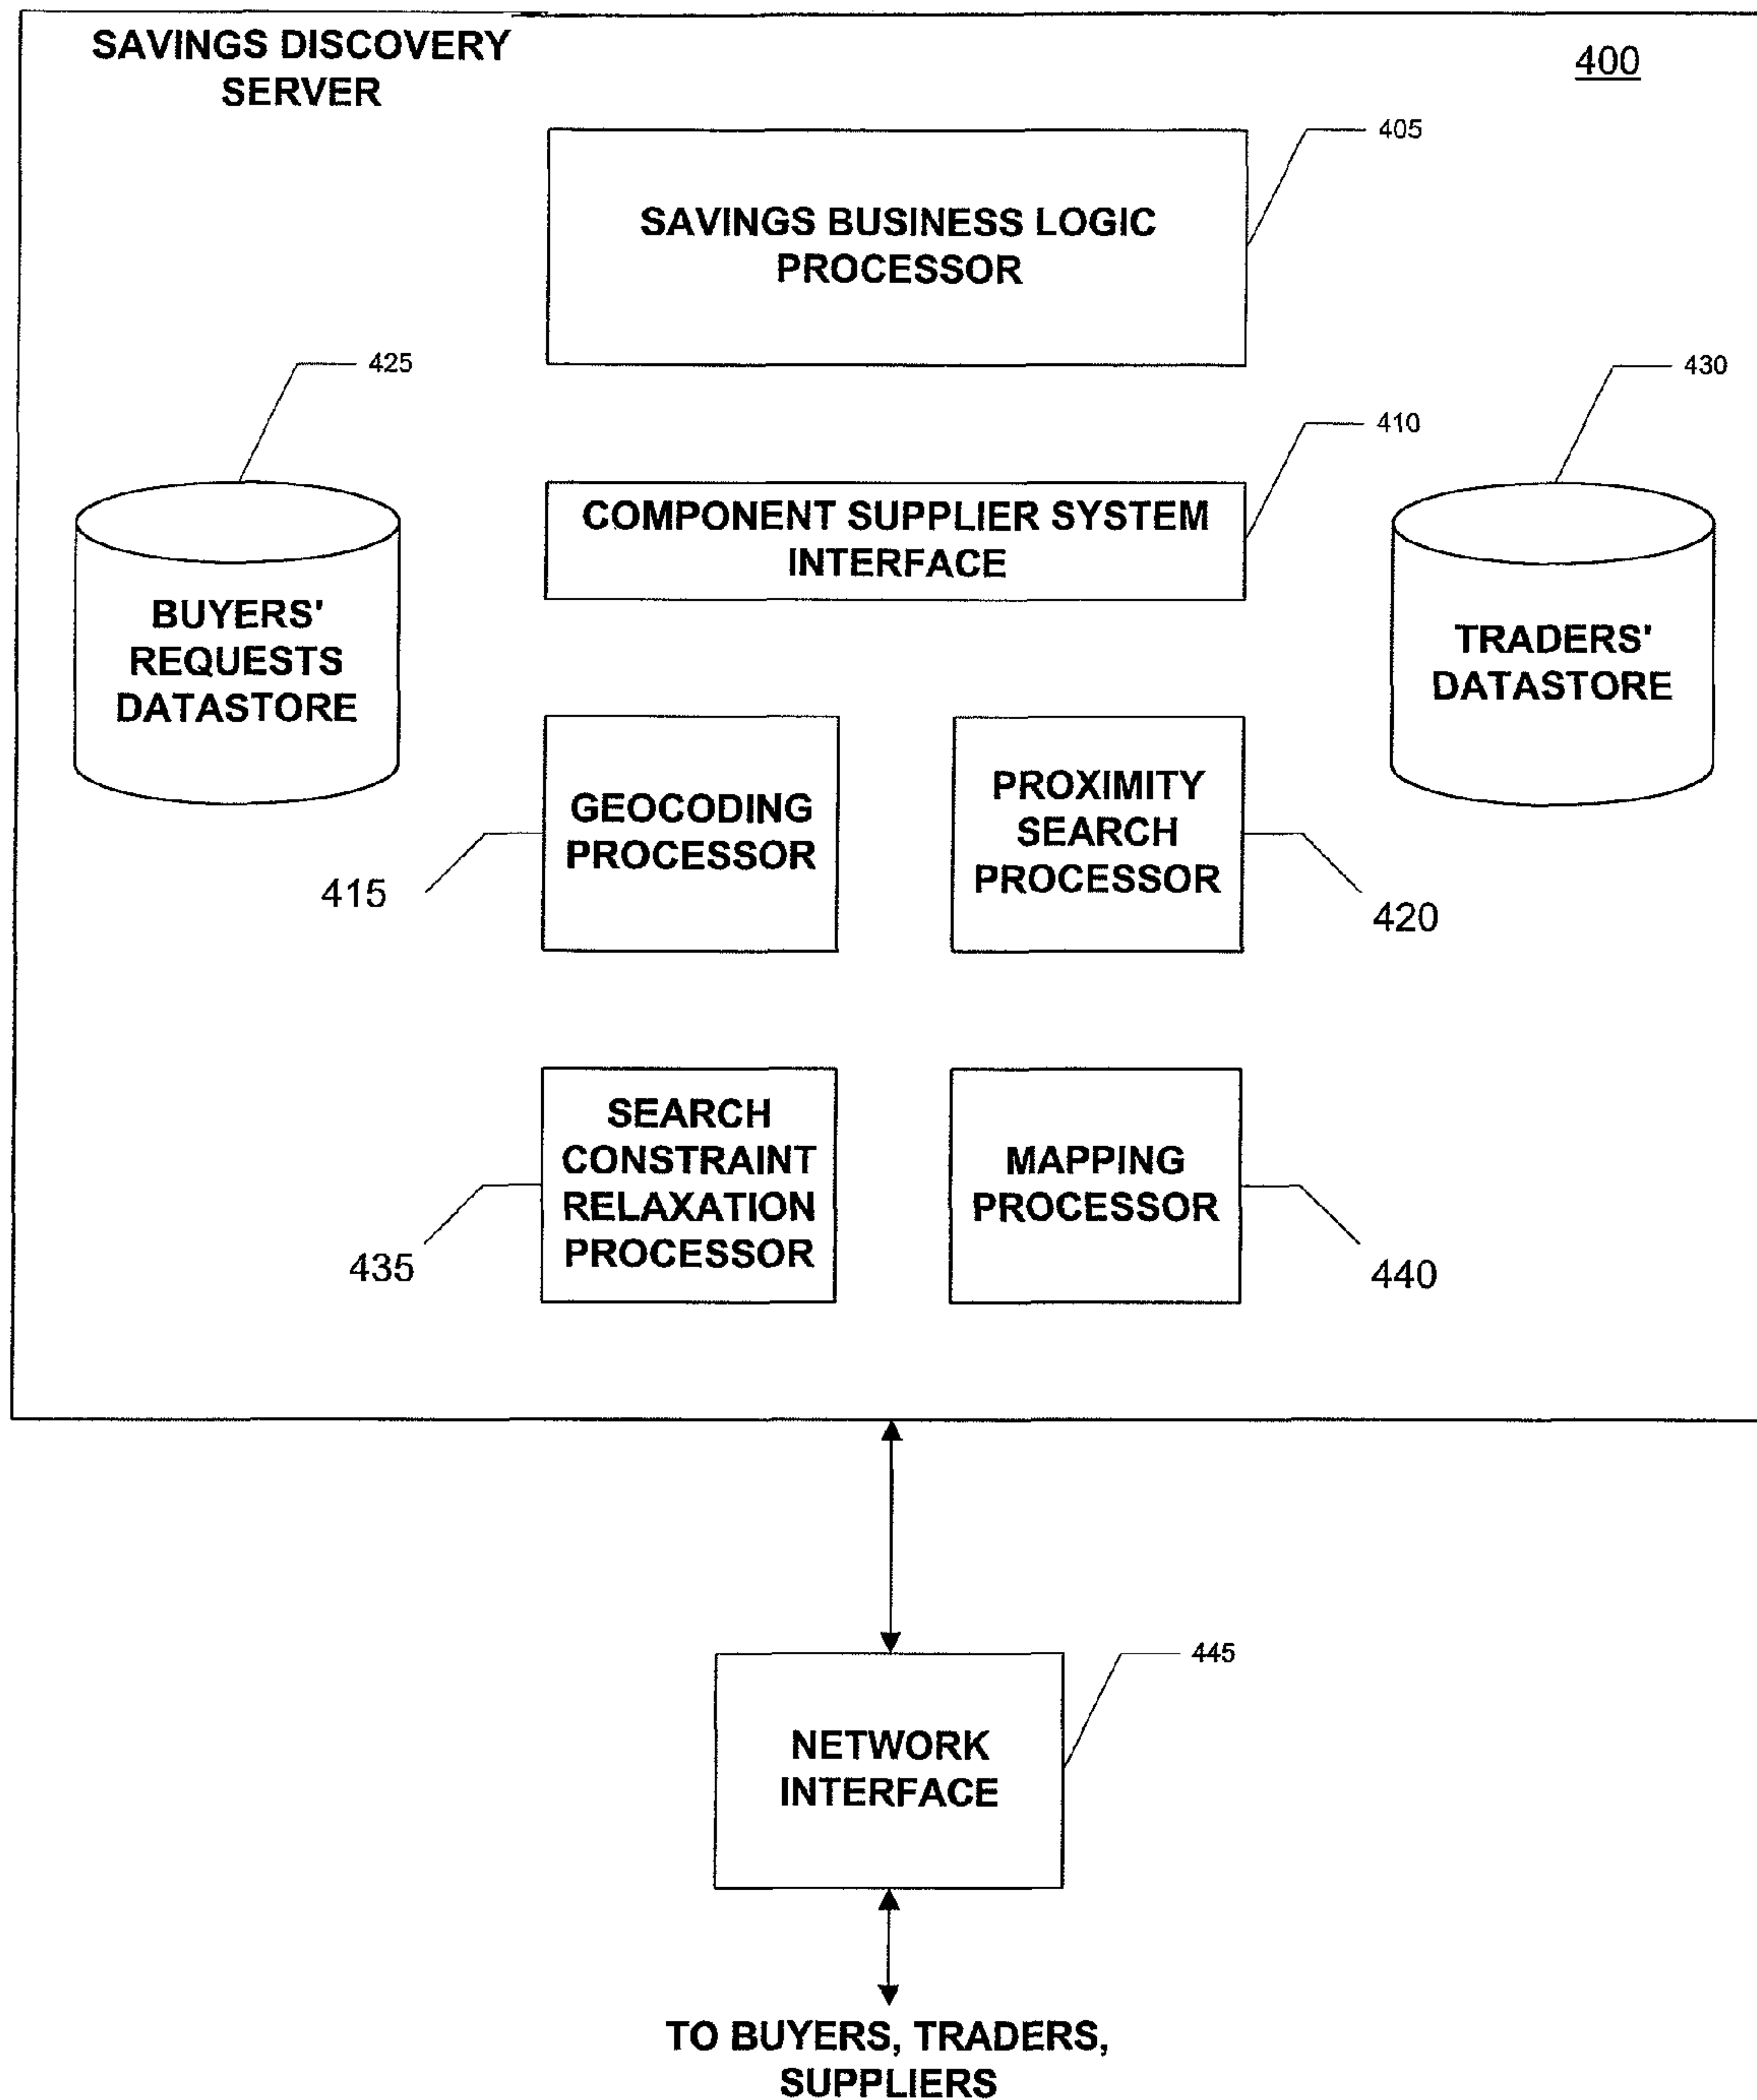 SAVINGS DISCOVERY
SERVER
400
405
SAVINGS BUSINESS LOGIC
PROCESSOR
425
430
410
COMPONENT SUPPLIER SYSTEM
INTERFACE
BUYERS'
REQUESTS
DATASTORE
TRADERS'
DATASTORE
GEOCODING
PROCESSOR
415
PROXIMITY
SEARCH
PROCESSOR
420
SEARCH
CONSTRAINT
RELAXATION
PROCESSOR
435
MAPPING
PROCESSOR
440
445
NETWORK
INTERFACE
TO BUYERS, TRADERS,
SUPPLIERS